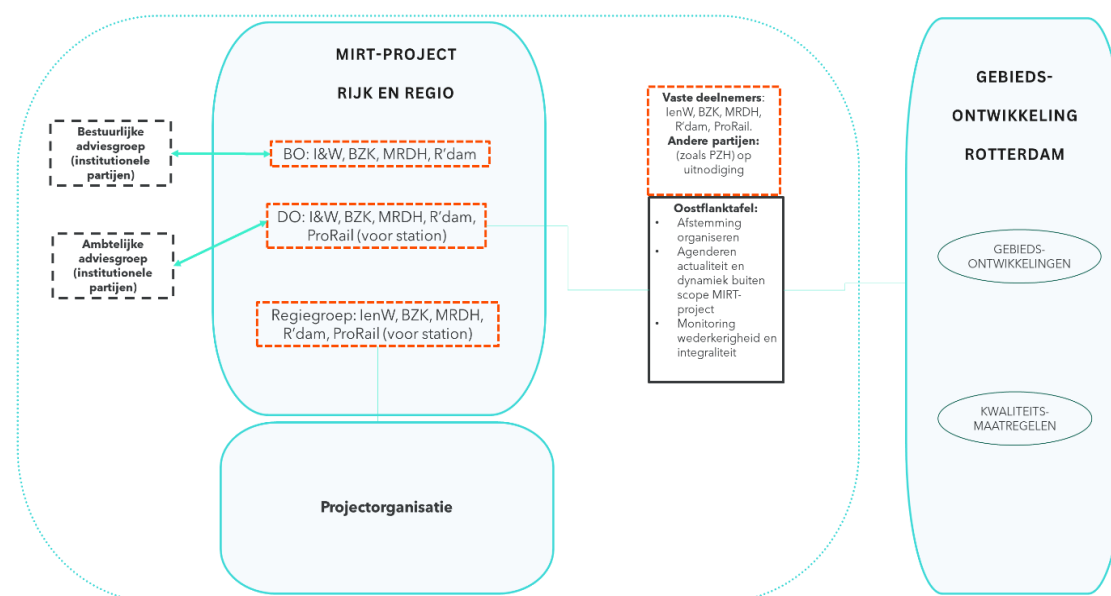 MIRT-PROJECT
RIJK EN REGIO
Bestuurlijke
adviesgroep
(institutionele
partijen)
BO: I&W, BZK, MRDH, R'dam
DO: I&W, BZK, MRDH, R'dam,
ProRail (voor station)
Ambtelijke
adviesgroep
(institutionele
partijen)
Regiegroep: IenW, BZK, MRDH,
R'dam, ProRail (voor station)
Projectorganisatie
Vaste deelnemers:
IenW, BZK, MRDH,
R'dam, ProRail.
Andere partijen:
(zoals PZH) op
uitnodiging
Oostflanktafel:
• Afstemming
organiseren
• Agenderen
actualiteit en
dynamiek buiten
scope MIRT-
project
• Monitoring
wederkerigheid en
integraliteit
GEBIEDS-
ONTWIKKELING
ROTTERDAM
GEBIEDS-
ONTWIKKELINGEN
KWALITEITS-
MAATREGELEN